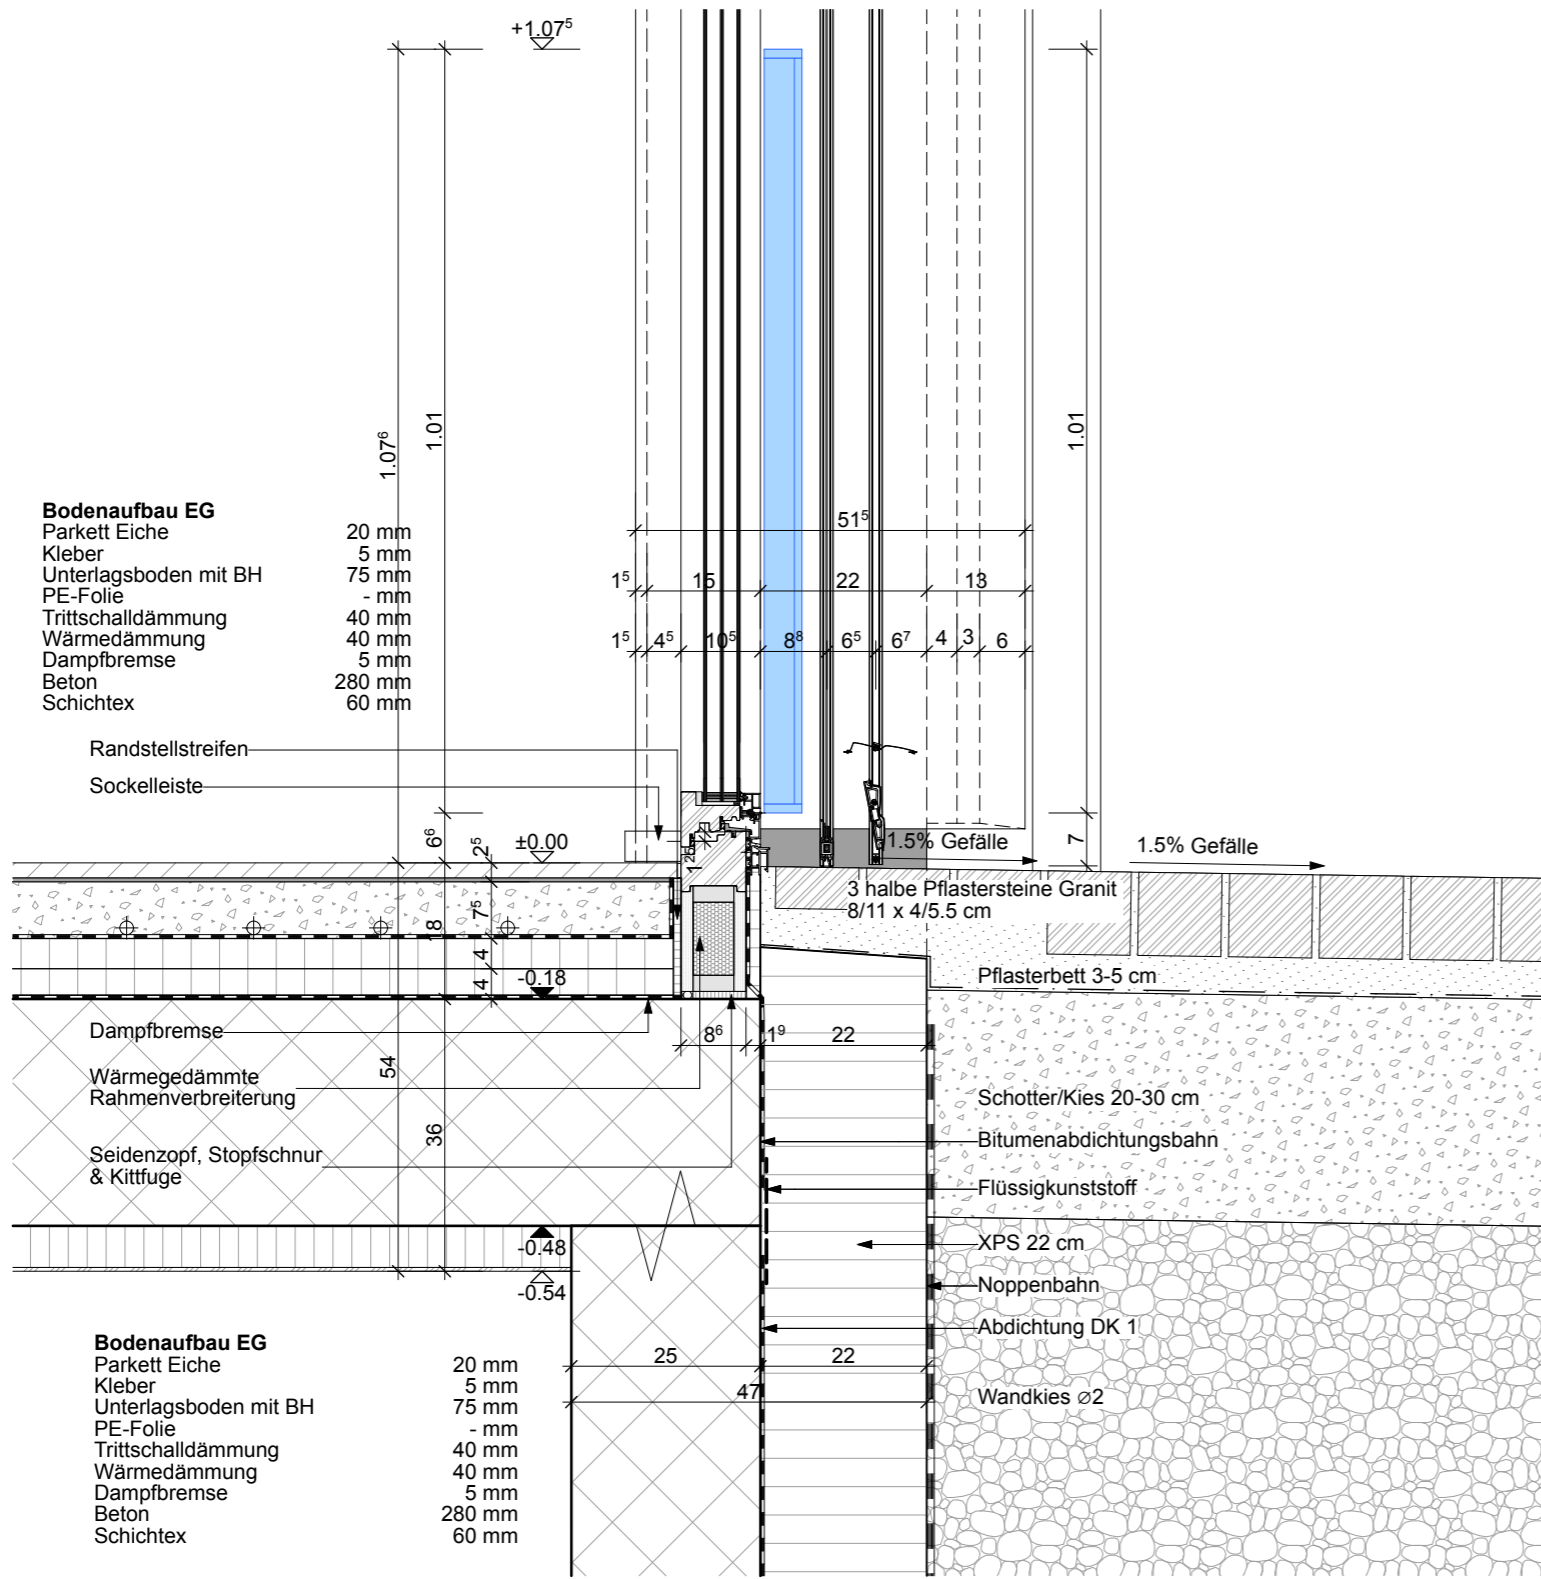 +1.07⁵
1.07⁶
1.01
1.01
51⁵
1⁵ 15 22 13
1⁵ 4⁵ 10⁵ 8⁸ 6⁵ 6⁷ 4 3 6
Bodenaufbau EG
Parkett Eiche 20 mm
Kleber 5 mm
Unterlagsboden mit BH 75 mm
PE-Folie - mm
Trittschalldämmung 40 mm
Wärmedämmung 40 mm
Dampfbremse 5 mm
Beton 280 mm
Schichtex 60 mm
Randstellstreifen
Sockelleiste
6⁶
2⁵
±0.00
1²⁵
1.5% Gefälle
7
1.5% Gefälle
3 halbe Pflastersteine Granit
8/11 x 4/5.5 cm
7⁵
18
4
4
-0.18
Pflasterbett 3-5 cm
Dampfbremse
8⁶ 1⁹ 22
54
Wärmegedämmte
Rahmenverbreiterung
Schotter/Kies 20-30 cm
36
Bitumenabdichtungsbahn
Seidenzopf, Stopfschnur
& Kittfuge
Flüssigkunststoff
-0.48
XPS 22 cm
-0.54
Noppenbahn
Abdichtung DK 1
25 22
47
Wandkies ⌀2
Bodenaufbau EG
Parkett Eiche 20 mm
Kleber 5 mm
Unterlagsboden mit BH 75 mm
PE-Folie - mm
Trittschalldämmung 40 mm
Wärmedämmung 40 mm
Dampfbremse 5 mm
Beton 280 mm
Schichtex 60 mm